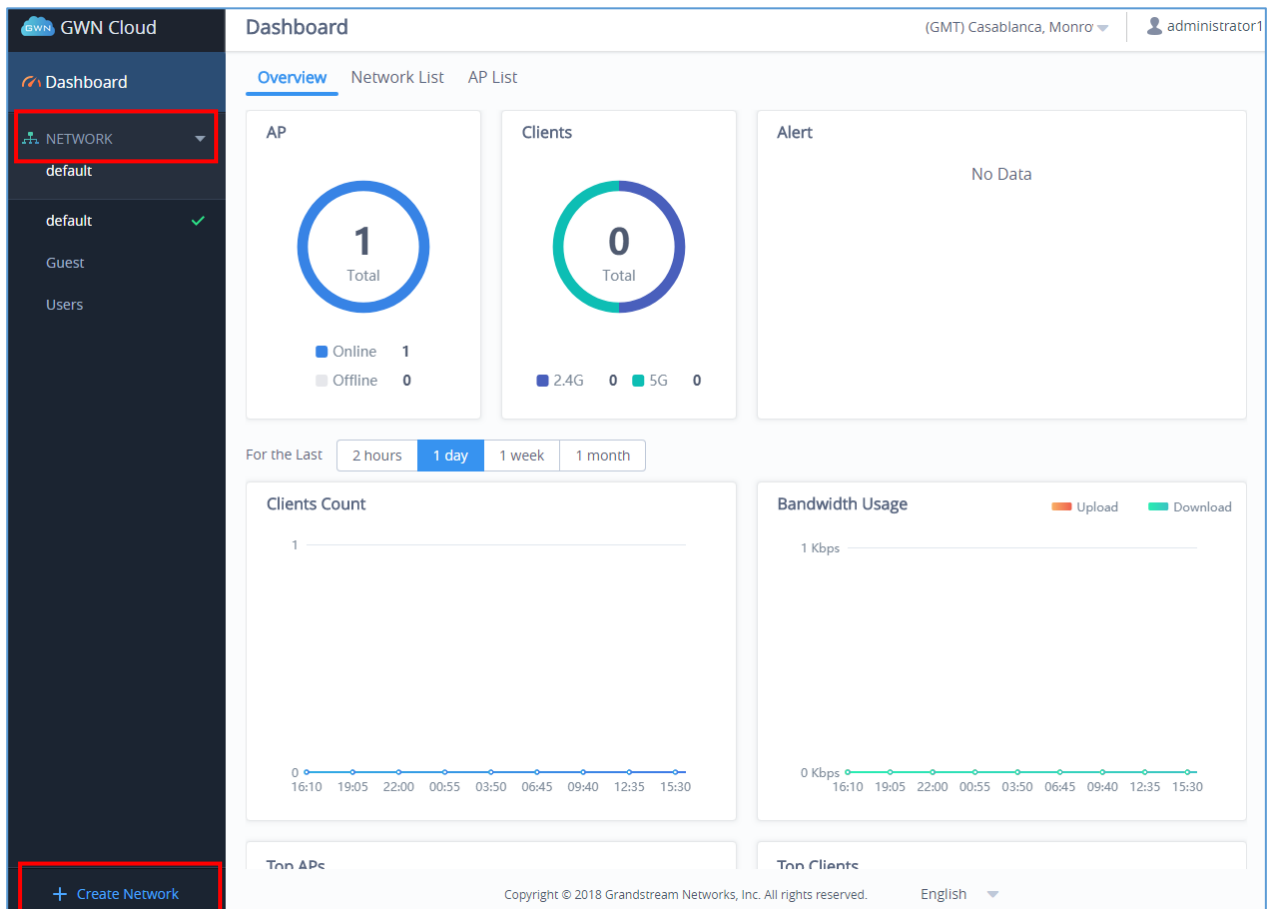 GWN GWN Cloud
Dashboard
(GMT) Casablanca, Monro
administrator1
Dashboard
NETWORK
default
default
Guest
Users
Create Network
Overview Network List AP List
AP
1
Total
Online 1
Offline 0
Clients
0
Total
2.4G 0 5G 0
Alert
No Data
For the Last 2 hours 1 day 1 week 1 month
Clients Count
1
0
16:10 19:05 22:00 00:55 03:50 06:45 09:40 12:35 15:30
Bandwidth Usage
Upload Download
1 Kbps
0 Kbps
16:10 19:05 22:00 00:55 03:50 06:45 09:40 12:35 15:30
Top APs
Top Clients
Copyright © 2018 Grandstream Networks, Inc. All rights reserved.
English